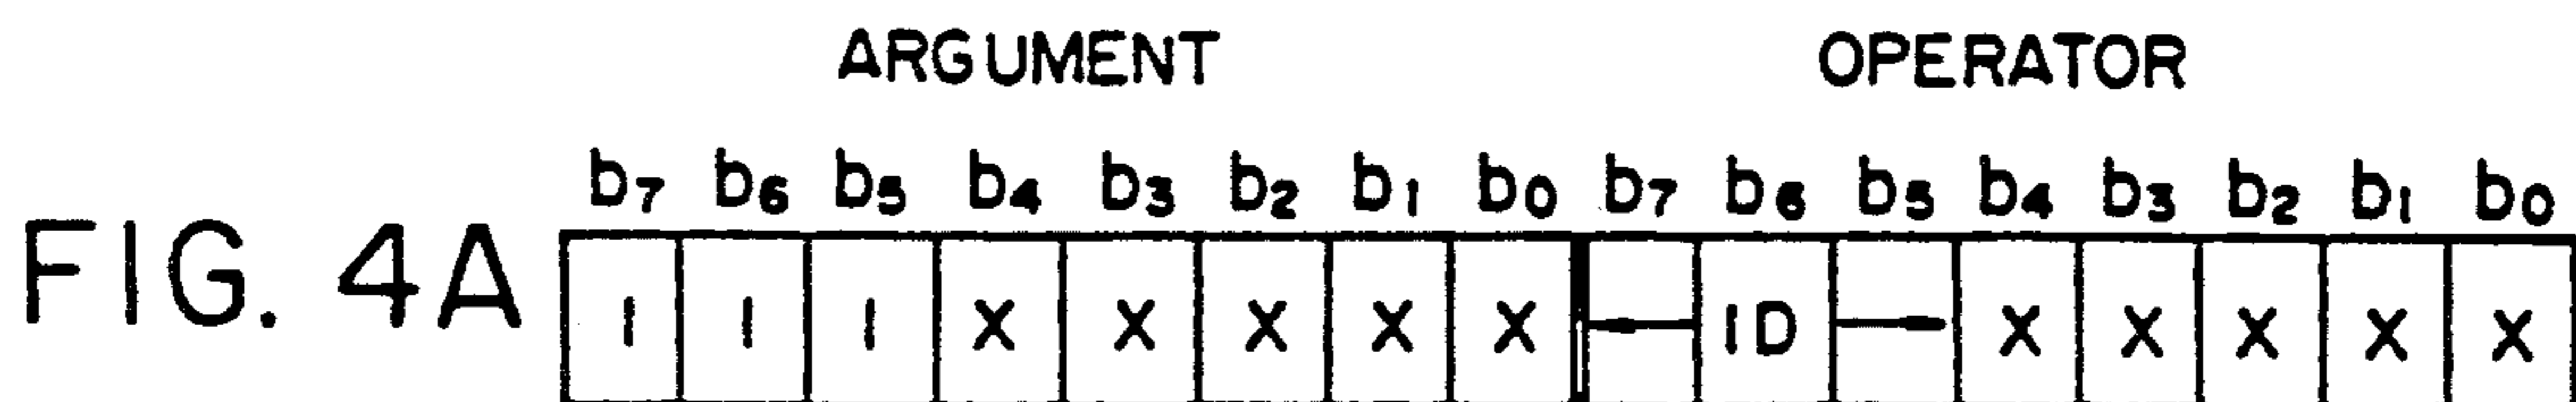 ARGUMENT OPERATOR
b7 b6 b5 b4 b3 b2 b1 b0 b7 b6 b5 b4 b3 b2 b1 b0
FIG. 4A 1 1 1 X X X X X ID X X X X X